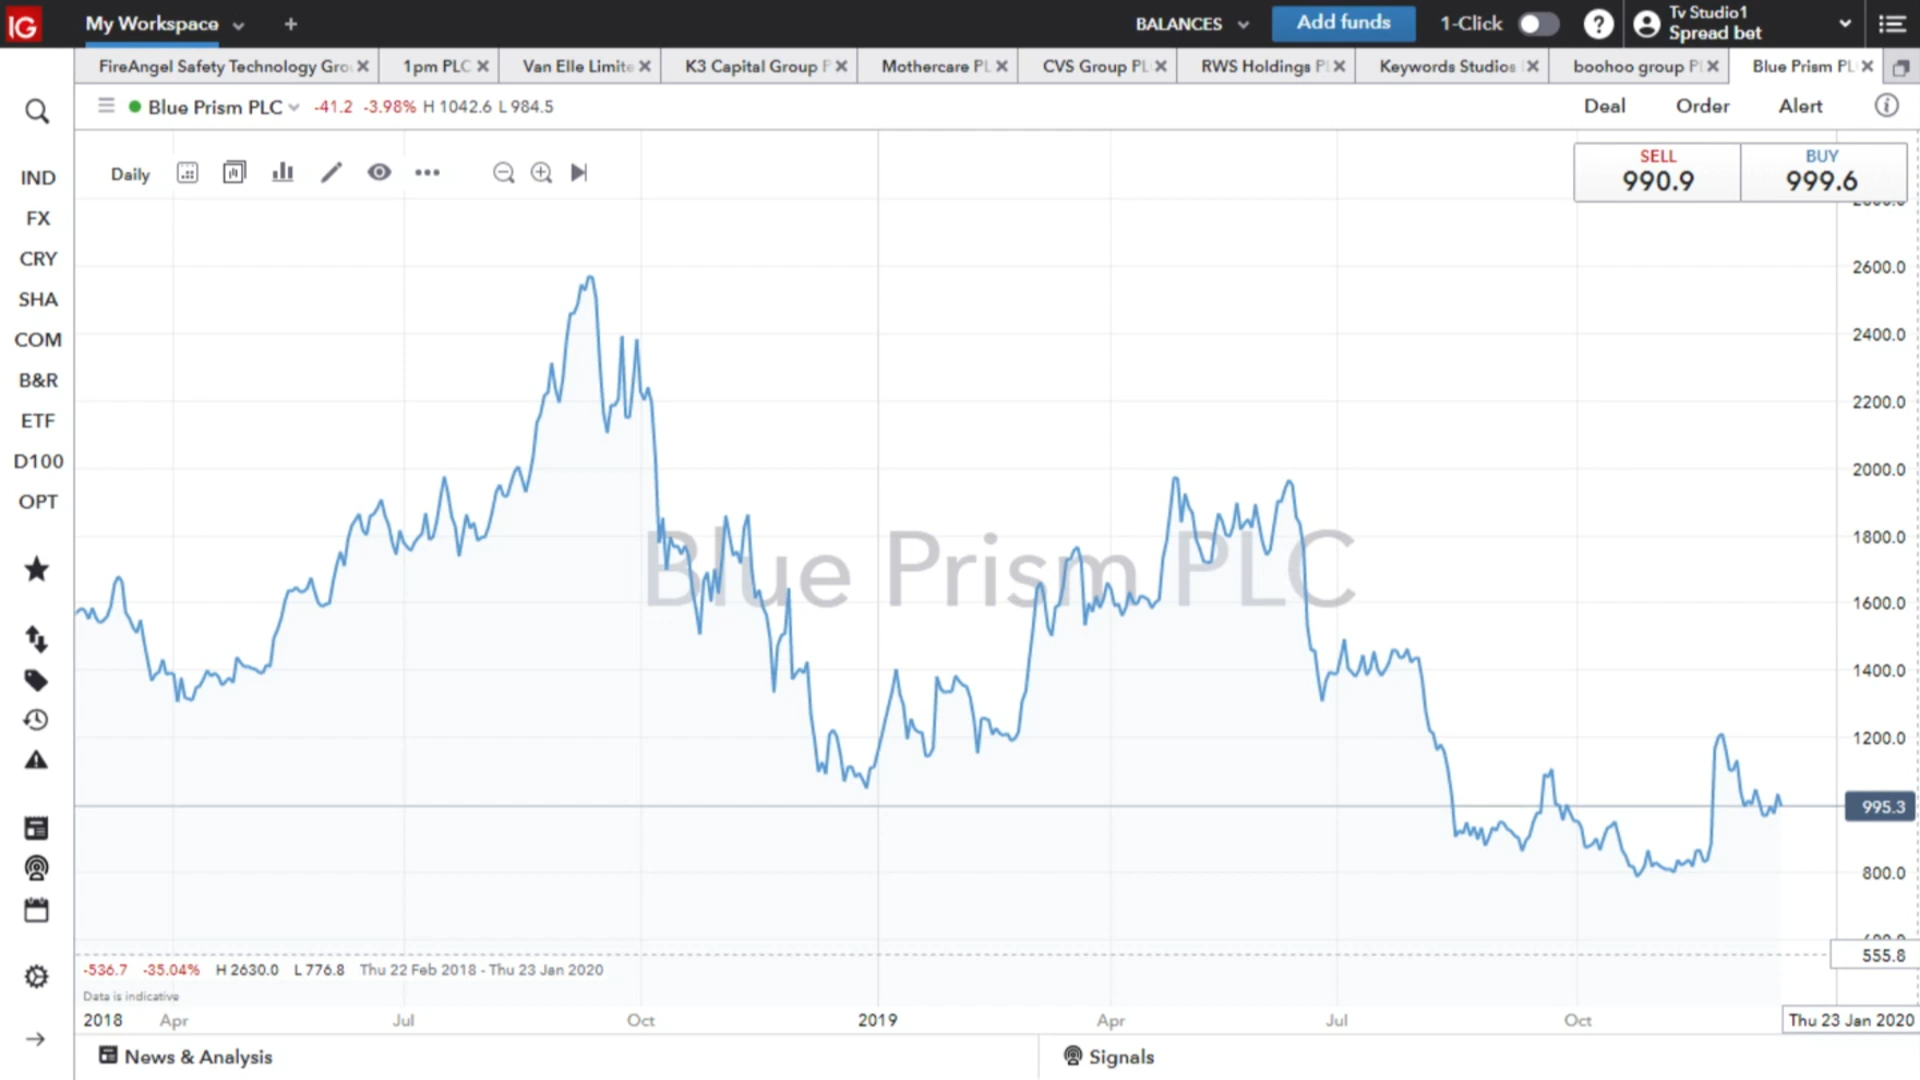 IG My Workspace + BALANCES Add funds 1-Click ? Tv Studio1
Spread bet
FireAngel Safety Technology Gro 1pm PLC Van Elle Limite K3 Capital Group P Mothercare PL CVS Group PL RWS Holdings P Keywords Studios boohoo group Pl Blue Prism PL
Blue Prism PLC -41.2 -3.98% H 1042.6 L 984.5 Deal Order Alert
Daily
SELL BUY
990.9 999.6
IND
FX
CRY
SHA
COM
B&R
ETF
D100
OPT
2600.0
2400.0
2200.0
2000.0
1800.0
Blue Prism PLC
1600.0
1400.0
1200.0
995.3
800.0
555.8
-536.7 -35.04% H 2630.0 L 776.8 Thu 22 Feb 2018 - Thu 23 Jan 2020
Data is indicative
2018 Apr Jul Oct 2019 Apr Jul Oct Thu 23 Jan 2020
News & Analysis Signals